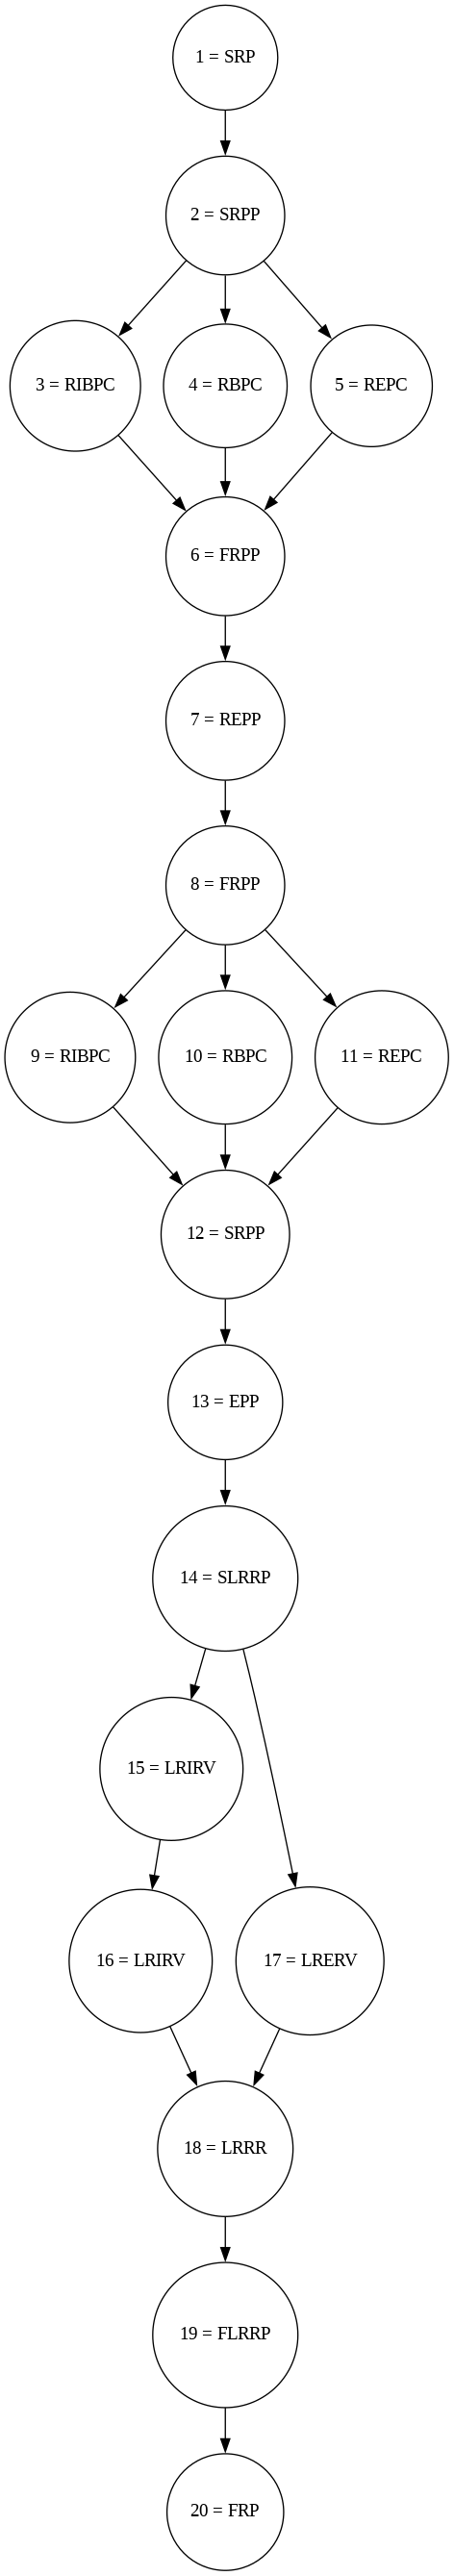 1 = SRP
2 = SRPP
3 = RIBPC
4 = RBPC
5 = REPC
6 = FRPP
7 = REPP
8 = FRPP
9 = RIBPC
10 = RBPC
11 = REPC
12 = SRPP
13 = EPP
14 = SLRRP
15 = LRIRV
16 = LRIRV
17 = LRERV
18 = LRRR
19 = FLRRP
20 = FRP